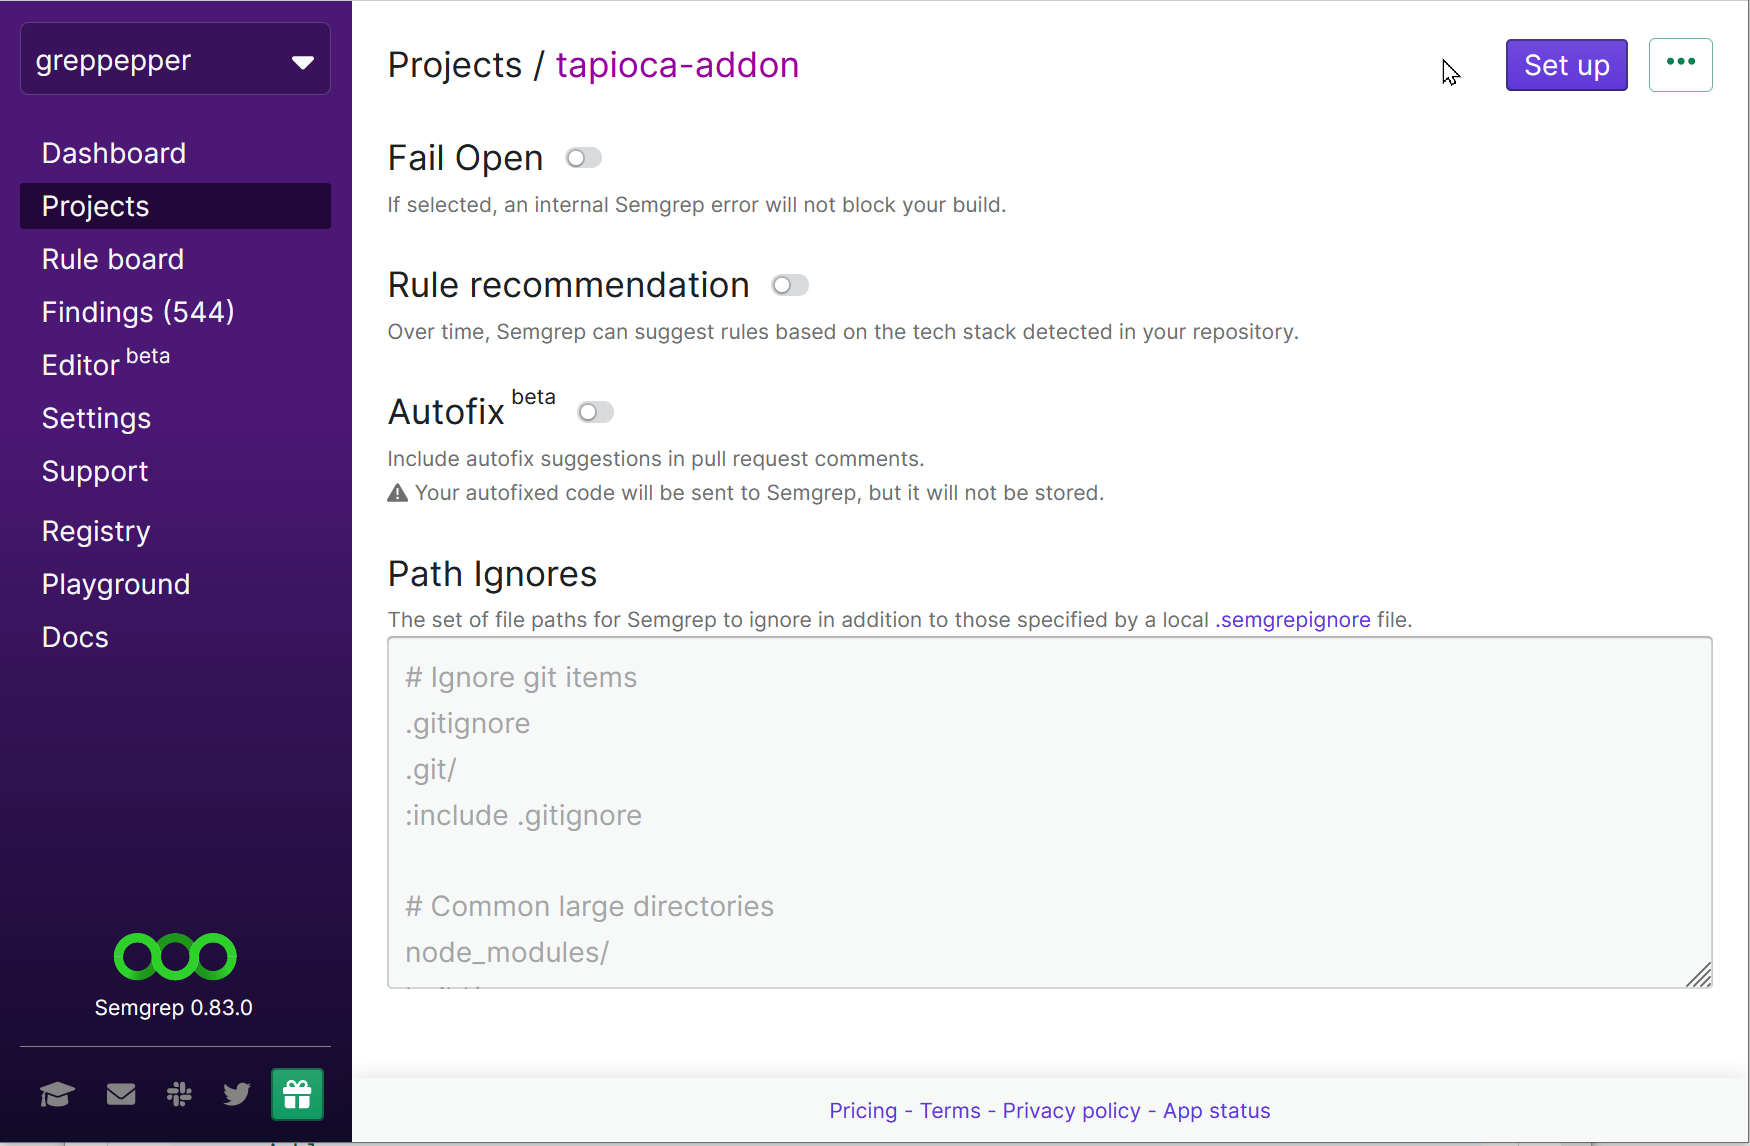 greppepper
Dashboard
Projects
Rule board
Findings (544)
Editor beta
Settings
Support
Registry
Playground
Docs
Semgrep 0.83.0
Projects / tapioca-addon
Set up
Fail Open
If selected, an internal Semgrep error will not block your build.
Rule recommendation
Over time, Semgrep can suggest rules based on the tech stack detected in your repository.
Autofix beta
Include autofix suggestions in pull request comments.
Your autofixed code will be sent to Semgrep, but it will not be stored.
Path Ignores
The set of file paths for Semgrep to ignore in addition to those specified by a local .semgrepignore file.
# Ignore git items
.gitignore
.git/
:include .gitignore
# Common large directories
node_modules/
Pricing - Terms - Privacy policy - App status